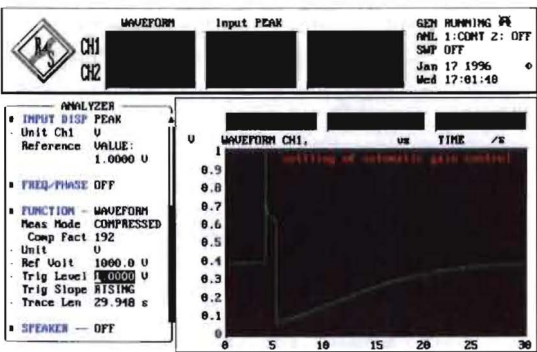 WAVEFORM Input PEAK
GEN RUNNING
ANL 1:CONT 2: OFF
SWP OFF
Jan 17 1996
Wed 17:01:40
R S
CH1
CH2
ANALYZER
INPUT DISP PEAK
Unit Ch1 V
Reference VALUE:
1.0000 V
FREQ/PHASE OFF
FUNCTION - WAVEFORM
Meas Mode COMPRESSED
Comp Fact 192
Unit V
Ref Volt 1000.0 V
Trig Level 1.0000 V
Trig Slope RISING
Trace Len 29.948 s
SPEAKER — OFF
V WAVEFORM CH1, vs TIME /s
settling of automatic gain control
1
0.9
0.8
0.7
0.6
0.5
0.4
0.3
0.2
0.1
0
0 5 10 15 20 25 30